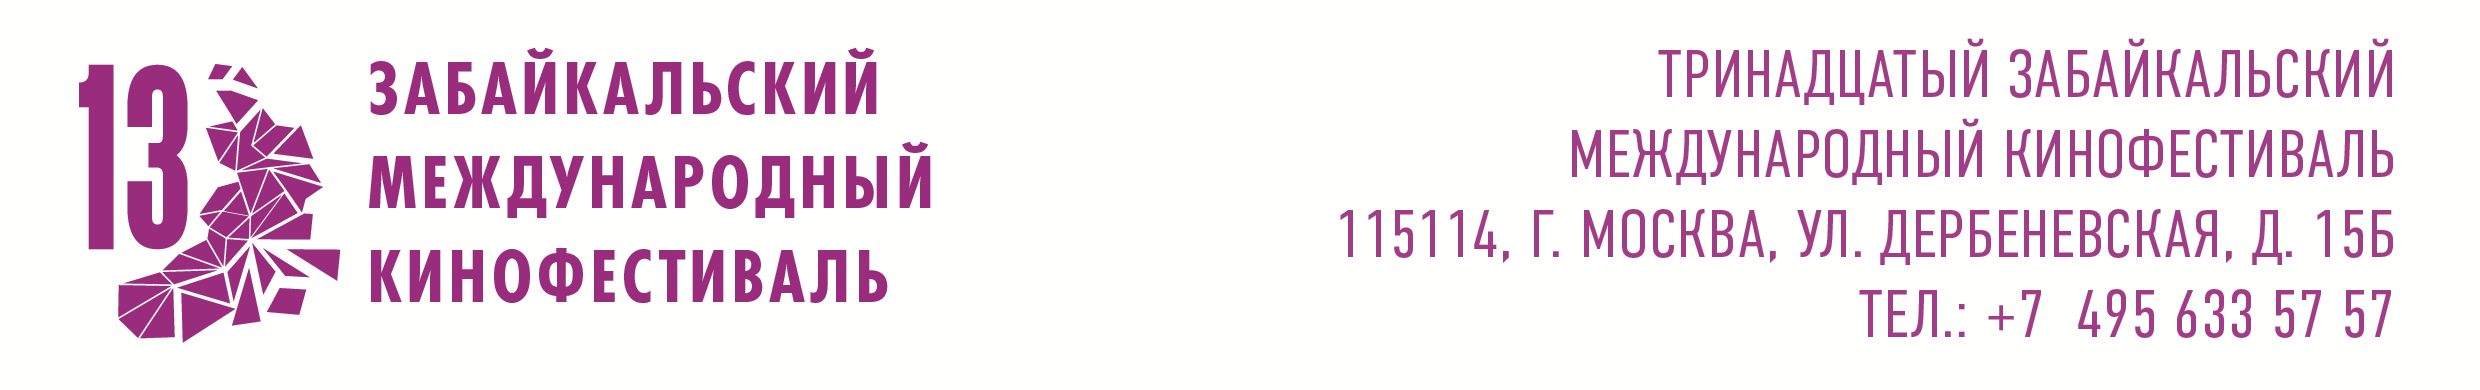 13
ЗАБАЙКАЛЬСКИЙ
МЕЖДУНАРОДНЫЙ
КИНОФЕСТИВАЛЬ
ТРИНАДЦАТЫЙ ЗАБАЙКАЛЬСКИЙ
МЕЖДУНАРОДНЫЙ КИНОФЕСТИВАЛЬ
115114, Г. МОСКВА, УЛ. ДЕРБЕНЕВСКАЯ, Д. 15Б
ТЕЛ.: +7 495 633 57 57